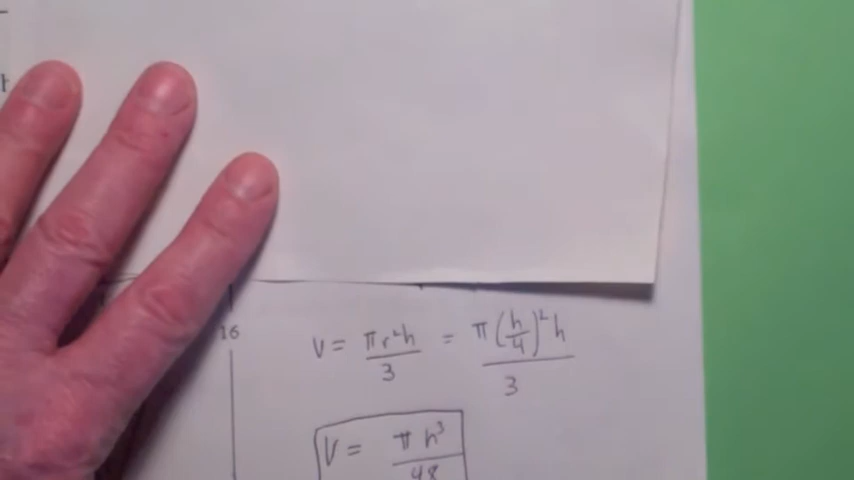 16
V = πr²h/3 = π(h/4)²h/3
V = πh³/48